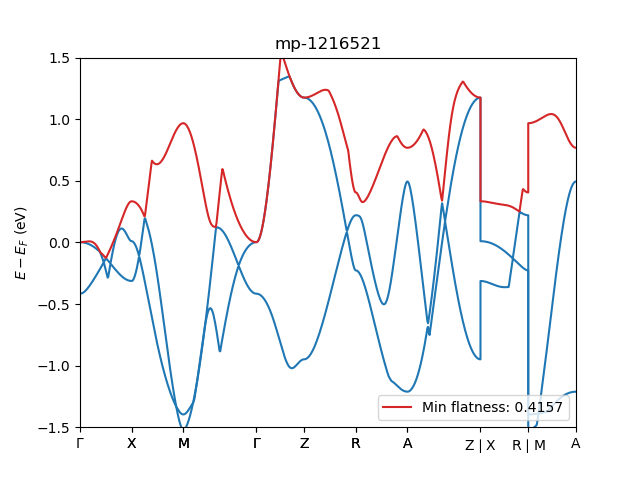 mp-1216521
E − E_F (eV)
1.5
1.0
0.5
0.0
−0.5
−1.0
−1.5
Min flatness: 0.4157
Γ X M Γ Z R A Z | X R | M A